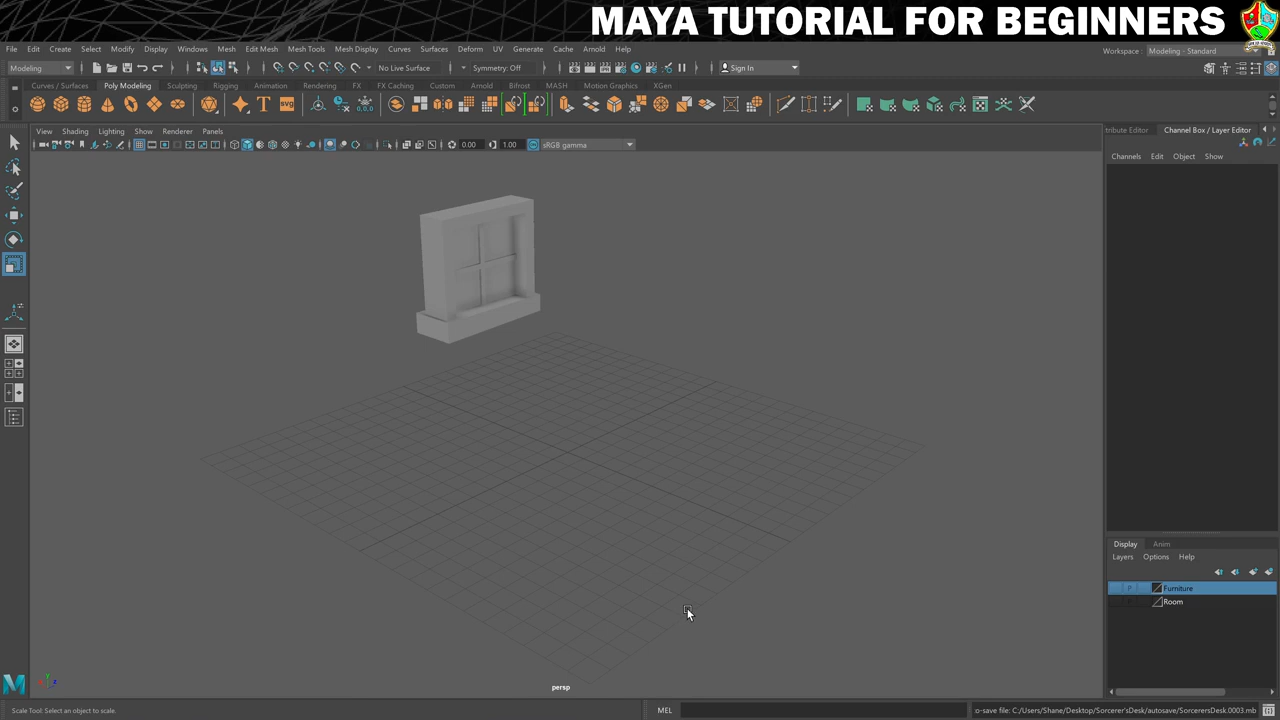 MAYA TUTORIAL FOR BEGINNERS
File Edit Create Select Modify Display Windows Mesh Edit Mesh Mesh Tools Mesh Display Curves Surfaces Deform UV Generate Cache Arnold Help
Workspace : Modeling - Standard
Modeling No Live Surface Symmetry: Off Sign In
Curves / Surfaces Poly Modeling Sculpting Rigging Animation Rendering FX FX Caching Custom Arnold Bifrost MASH Motion Graphics XGen
View Shading Lighting Show Renderer Panels
tribute Editor Channel Box / Layer Editor
0.00 1.00 sRGB gamma
Channels Edit Object Show
Display Anim
Layers Options Help
P Furniture
Room
persp
Scale Tool: Select an object to scale.
MEL
o-save file: C:/Users/Shane/Desktop/Sorcerer'sDesk/autosave/SorcerersDesk.0003.mb